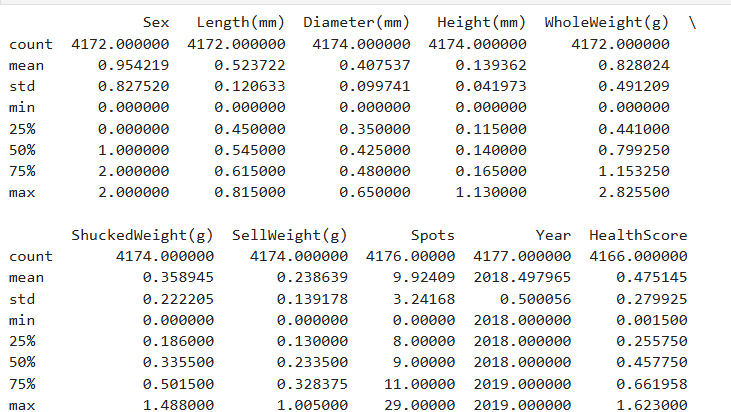 Sex Length(mm) Diameter(mm) Height(mm) WholeWeight(g) \
count 4172.000000 4172.000000 4174.000000 4174.000000 4172.000000
mean 0.954219 0.523722 0.407537 0.139362 0.828024
std 0.827520 0.120633 0.099741 0.041973 0.491209
min 0.000000 0.000000 0.000000 0.000000 0.000000
25% 0.000000 0.450000 0.350000 0.115000 0.441000
50% 1.000000 0.545000 0.425000 0.140000 0.799250
75% 2.000000 0.615000 0.480000 0.165000 1.153250
max 2.000000 0.815000 0.650000 1.130000 2.825500
ShuckedWeight(g) SellWeight(g) Spots Year HealthScore
count 4174.000000 4174.000000 4176.00000 4177.000000 4166.000000
mean 0.358945 0.238639 9.92409 2018.497965 0.475145
std 0.222205 0.139178 3.24168 0.500056 0.279925
min 0.000000 0.000000 0.00000 2018.000000 0.001500
25% 0.186000 0.130000 8.00000 2018.000000 0.255750
50% 0.335500 0.233500 9.00000 2018.000000 0.457750
75% 0.501500 0.328375 11.00000 2019.000000 0.661958
max 1.488000 1.005000 29.00000 2019.000000 1.623000